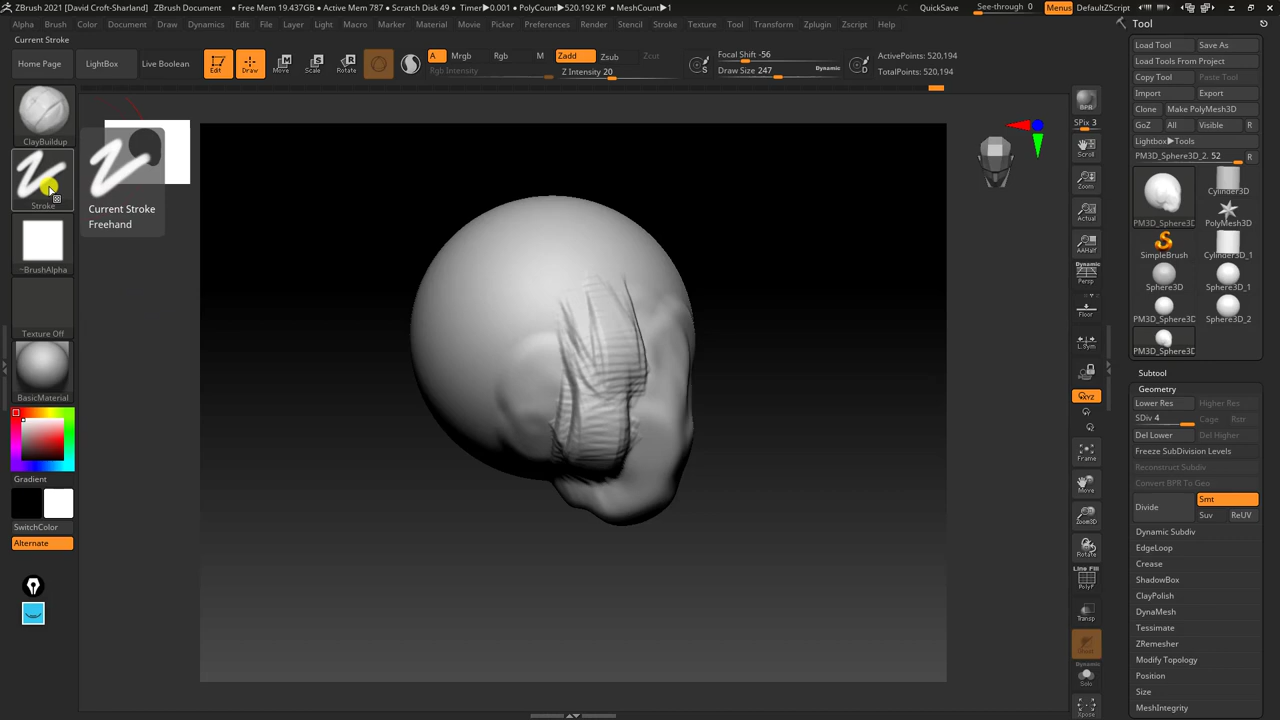 ZBrush 2021 [David Croft-Sharland] ZBrush Document • Free Mem 19.437GB • Active Mem 787 • Scratch Disk 49 • Timer▶0.001 • PolyCount▶520.192 KP • MeshCount▶1 AC QuickSave See-through 0 Menus DefaultZScript
Alpha Brush Color Document Draw Dynamics Edit File Layer Light Macro Marker Material Movie Picker Preferences Render Stencil Stroke Texture Tool Transform Zplugin Zscript Help
Current Stroke
Home Page LightBox Live Boolean Edit Draw Move Scale Rotate
A Mrgb Rgb M Zadd Zsub Zcut
Rgb Intensity Z Intensity 20
Focal Shift -56
Draw Size 247 Dynamic
S D
ActivePoints: 520,194
TotalPoints: 520,194
ClayBuildup
Stroke
Current Stroke
Freehand
~BrushAlpha
Texture Off
BasicMaterial
Gradient
SwitchColor
Alternate
BPR
SPix 3
Scroll
Zoom
Actual
AAHalf
Dynamic
Persp
Floor
L.Sym
XYZ
Frame
Move
Zoom3D
Rotate
Line Fill
PolyF
Transp
Dynamic
Solo
Xpose
Tool
Load Tool Save As
Load Tools From Project
Copy Tool Paste Tool
Import Export
Clone Make PolyMesh3D
GoZ All Visible R
Lightbox▶Tools
PM3D_Sphere3D_2. 52 R
Cylinder3D
PM3D_Sphere3D PolyMesh3D
SimpleBrush Cylinder3D_1
Sphere3D Sphere3D_1
PM3D_Sphere3D Sphere3D_2
PM3D_Sphere3D
Subtool
Geometry
Lower Res Higher Res
SDiv 4 Cage Rstr
Del Lower Del Higher
Freeze SubDivision Levels
Reconstruct Subdiv
Convert BPR To Geo
Divide Smt
Suv ReUV
Dynamic Subdiv
EdgeLoop
Crease
ShadowBox
ClayPolish
DynaMesh
Tessimate
ZRemesher
Modify Topology
Position
Size
MeshIntegrity